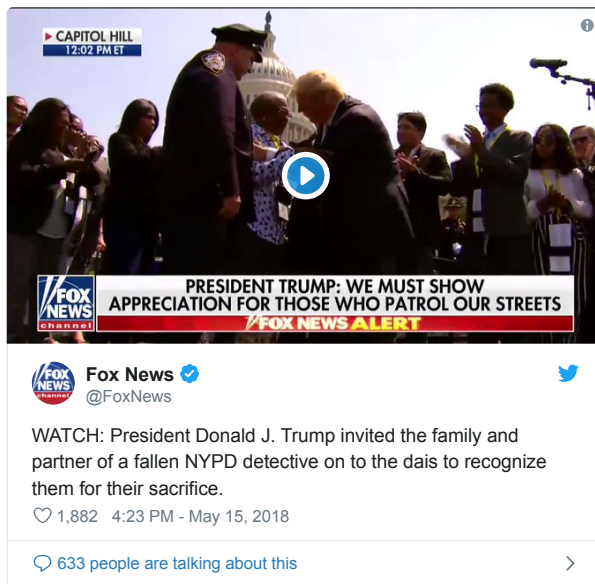 CAPITOL HILL
12:02 PM ET
FOX
NEWS
channel
PRESIDENT TRUMP: WE MUST SHOW
APPRECIATION FOR THOSE WHO PATROL OUR STREETS
FOX NEWS ALERT
FOX
NEWS
channel
Fox News
@FoxNews
WATCH: President Donald J. Trump invited the family and
partner of a fallen NYPD detective on to the dais to recognize
them for their sacrifice.
1,882 4:23 PM - May 15, 2018
633 people are talking about this